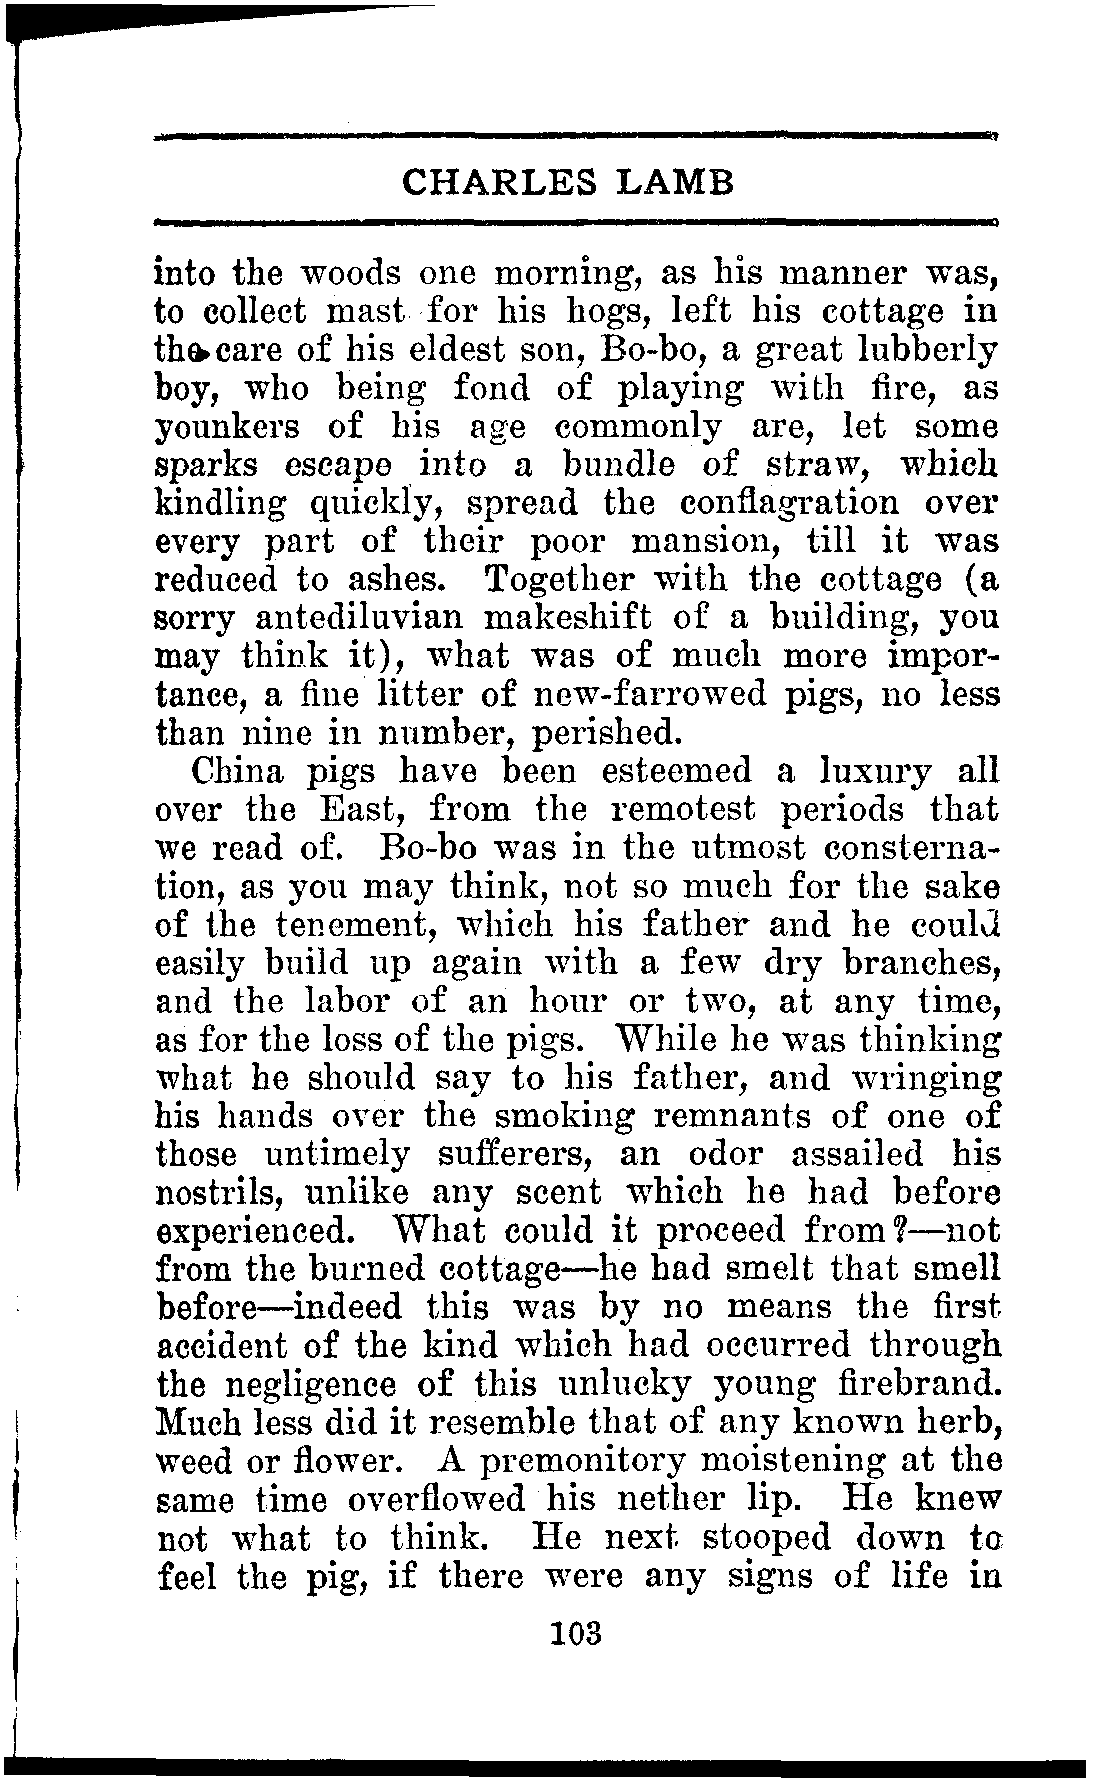 CHARLES LAMB
into the woods one morning, as his manner was,
to collect mast for his hogs, left his cottage in
the care of his eldest son, Bo-bo, a great lubberly
boy, who being fond of playing with fire, as
younkers of his age commonly are, let some
sparks escape into a bundle of straw, which
kindling quickly, spread the conflagration over
every part of their poor mansion, till it was
reduced to ashes. Together with the cottage (a
sorry antediluvian makeshift of a building, you
may think it), what was of much more impor-
tance, a fine litter of new-farrowed pigs, no less
than nine in number, perished.
China pigs have been esteemed a luxury all
over the East, from the remotest periods that
we read of. Bo-bo was in the utmost consterna-
tion, as you may think, not so much for the sake
of the tenement, which his father and he could
easily build up again with a few dry branches,
and the labor of an hour or two, at any time,
as for the loss of the pigs. While he was thinking
what he should say to his father, and wringing
his hands over the smoking remnants of one of
those untimely sufferers, an odor assailed his
nostrils, unlike any scent which he had before
experienced. What could it proceed from?—not
from the burned cottage—he had smelt that smell
before—indeed this was by no means the first
accident of the kind which had occurred through
the negligence of this unlucky young firebrand.
Much less did it resemble that of any known herb,
weed or flower. A premonitory moistening at the
same time overflowed his nether lip. He knew
not what to think. He next stooped down to
feel the pig, if there were any signs of life in
103